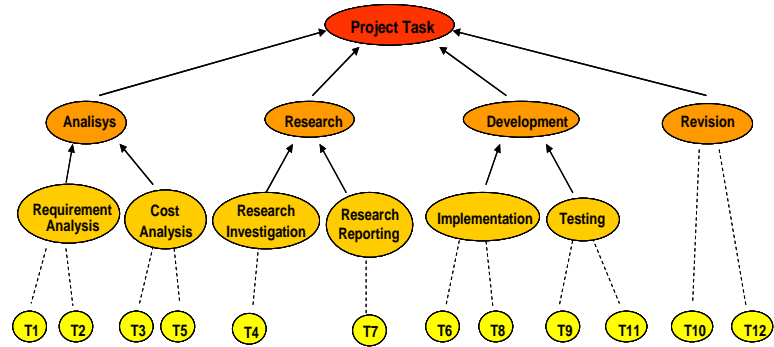 Project Task
Analisys
Research
Development
Revision
Requirement
Analysis
Cost
Analysis
Research
Investigation
Research
Reporting
Implementation
Testing
T1
T2
T3
T5
T4
T7
T6
T8
T9
T11
T10
T12